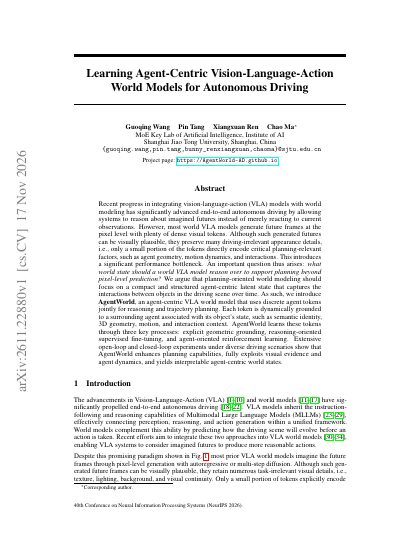 Learning Agent-Centric Vision-Language-Action
World Models for Autonomous Driving
Guoqing Wang Pin Tang Xiangxuan Ren Chao Ma*
MoE Key Lab of Artificial Intelligence, Institute of AI
Shanghai Jiao Tong University, Shanghai, China
{guoqing.wang,pin.tang,bunny_renxiangxuan,chaoma}@sjtu.edu.cn
Project page: https://AgentWorld-AD.github.io
Abstract
Recent progress in integrating vision-language-action (VLA) models with world
modeling has significantly advanced end-to-end autonomous driving by allowing
systems to reason about imagined futures instead of merely reacting to current
observations. However, most world VLA models generate future frames at the
pixel level with plenty of dense visual tokens. Although such generated futures
can be visually plausible, they preserve many driving-irrelevant appearance details,
i.e., only a small portion of the tokens directly encode critical planning-relevant
factors, such as agent geometry, motion dynamics, and interactions. This introduces
a significant performance bottleneck. An important question thus arises: what
world state should a world VLA model reason over to support planning beyond
pixel-level prediction? We argue that planning-oriented world modeling should
focus on a compact and structured agent-centric latent state that captures the
interactions between objects in the driving scene over time. As such, we introduce
AgentWorld, an agent-centric VLA world model that uses discrete agent tokens
jointly for reasoning and trajectory planning. Each token is dynamically grounded
to a surrounding agent associated with its object's state, such as semantic identity,
3D geometry, motion, and interaction context. AgentWorld learns these tokens
through three key processes: explicit geometric grounding, reasoning-oriented
supervised fine-tuning, and agent-oriented reinforcement learning. Extensive
open-loop and closed-loop experiments under diverse driving scenarios show that
AgentWorld enhances planning capabilities, fully exploits visual evidence and
agent dynamics, and yields interpretable agent-centric world states.
1 Introduction
The advancements in Vision-Language-Action (VLA) [1–10] and world models [11–17] have sig-
nificantly propelled end-to-end autonomous driving [18–22]. VLA models inherit the instruction-
following and reasoning capabilities of Multimodal Large Language Models (MLLMs) [23–29],
effectively connecting perception, reasoning, and action generation within a unified framework.
World models complement this ability by predicting how the driving scene will evolve before an
action is taken. Recent efforts aim to integrate these two approaches into VLA world models [30–34],
enabling VLA systems to consider imagined futures to produce more reasonable actions.
Despite this promising paradigm shown in Fig. 1, most prior VLA world models imagine the future
frames through pixel-level generation with autoregressive or multi-step diffusion. Although such gen-
erated future frames can be visually plausible, they retain numerous task-irrelevant visual details, i.e.,
texture, lighting, background, and visual continuity. Only a small portion of tokens explicitly encode
*Corresponding author.
40th Conference on Neural Information Processing Systems (NeurIPS 2026)
arXiv:2611.22880v1 [cs.CV] 17 Nov 2026